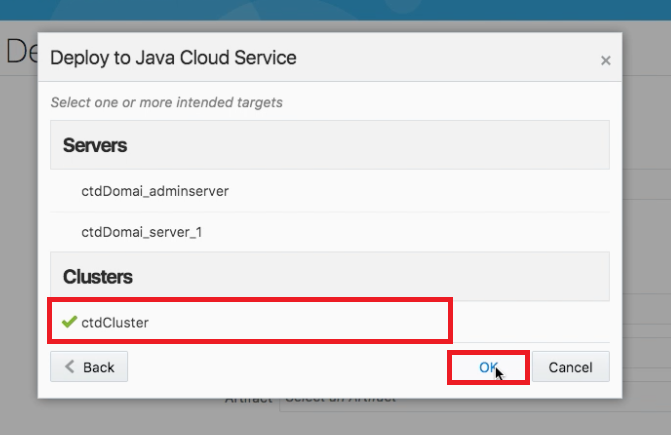 De
Deploy to Java Cloud Service
×
Select one or more intended targets
Servers
ctdDomai_adminserver
ctdDomai_server_1
Clusters
ctdCluster
Back OK Cancel
Artifact Select an Artifact